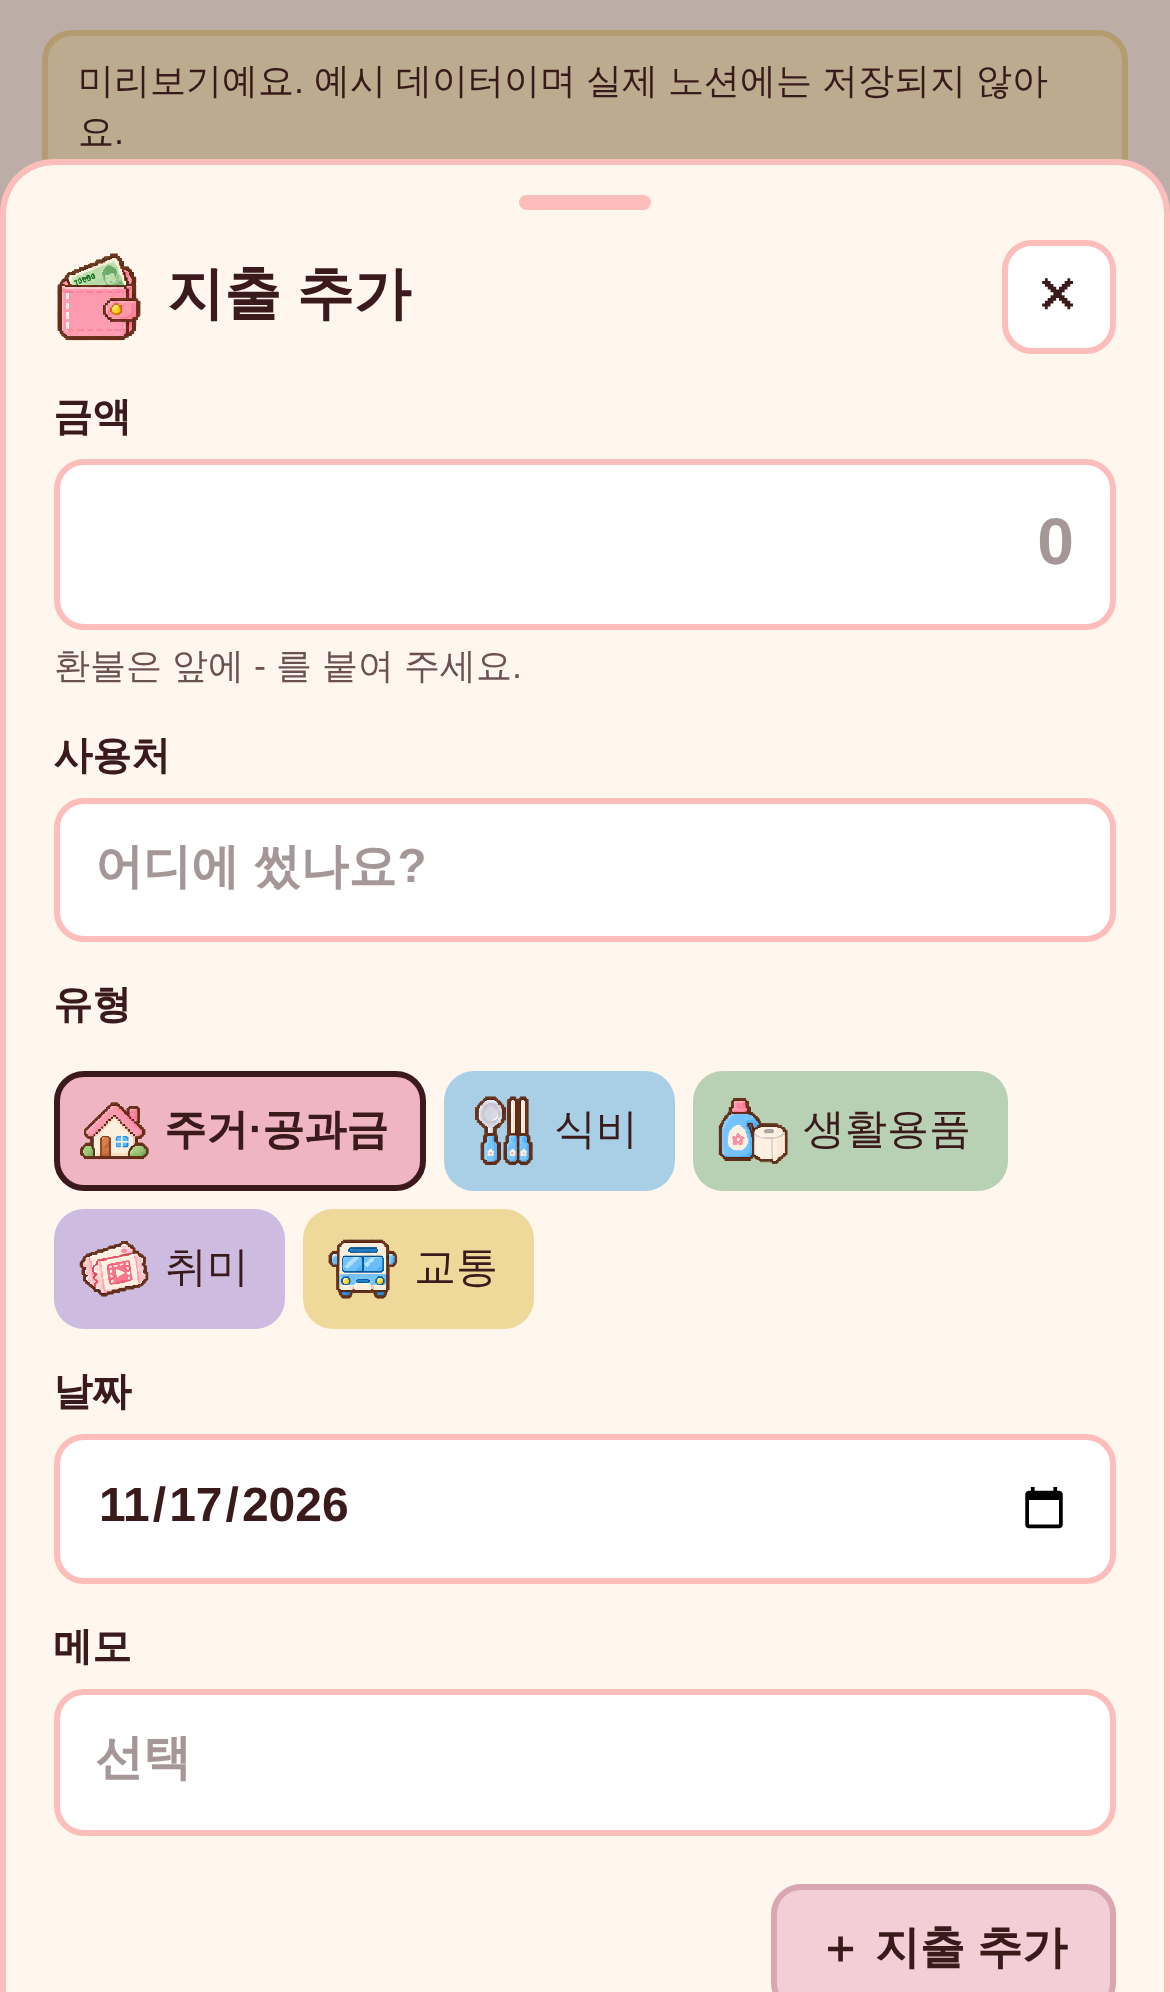 미리보기예요. 예시 데이터이며 실제 노션에는 저장되지 않아
요.
지출 추가
금액
0
환불은 앞에 - 를 붙여 주세요.
사용처
어디에 썼나요?
유형
주거·공과금
식비
생활용품
취미
교통
날짜
11/17/2026
메모
선택
+ 지출 추가